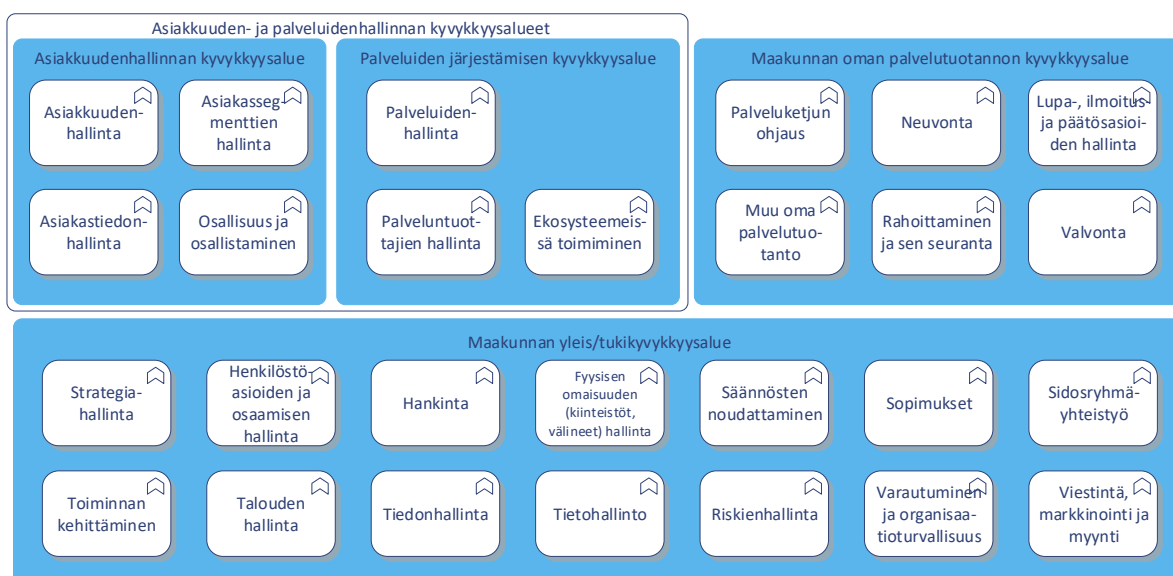 Asiakkuuden- ja palveluidenhallinnan kyvykkyysalueet
Asiakkuudenhallinnan kyvykkyysalue
Asiakkuuden-
hallinta
Asiakasseg-
menttien
hallinta
Asiakastiedon-
hallinta
Osallisuus ja
osallistaminen
Palveluiden järjestämisen kyvykkyysalue
Palveluiden-
hallinta
Palveluntuot-
tajien hallinta
Ekosysteemeis-
sä toimiminen
Maakunnan oman palvelutuotannon kyvykkyysalue
Palveluketjun
ohjaus
Neuvonta
Lupa-, ilmoitus-
ja päätösasioi-
den hallinta
Muu oma
palvelutuo-
tanto
Rahoittaminen
ja sen seuranta
Valvonta
Maakunnan yleis/tukikyvykkyysalue
Strategia-
hallinta
Henkilöstö-
asioiden ja
osaamisen
hallinta
Hankinta
Fyysisen
omaisuuden
(kiinteistöt,
välineet) hallinta
Säännösten
noudattaminen
Sopimukset
Sidosryhmä-
yhteistyö
Toiminnan
kehittäminen
Talouden
hallinta
Tiedonhallinta
Tietohallinto
Riskienhallinta
Varautuminen
ja organisaa-
tioturvallisuus
Viestintä,
markkinointi ja
myynti